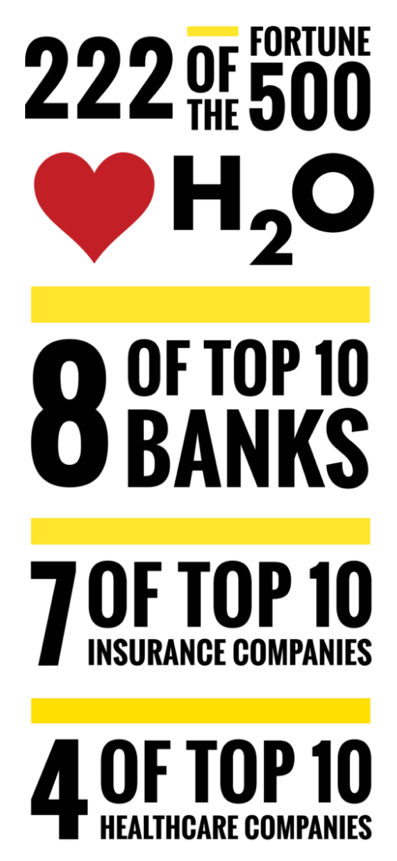 222 OF THE FORTUNE 500
H2O
8 OF TOP 10 BANKS
7 OF TOP 10 INSURANCE COMPANIES
4 OF TOP 10 HEALTHCARE COMPANIES